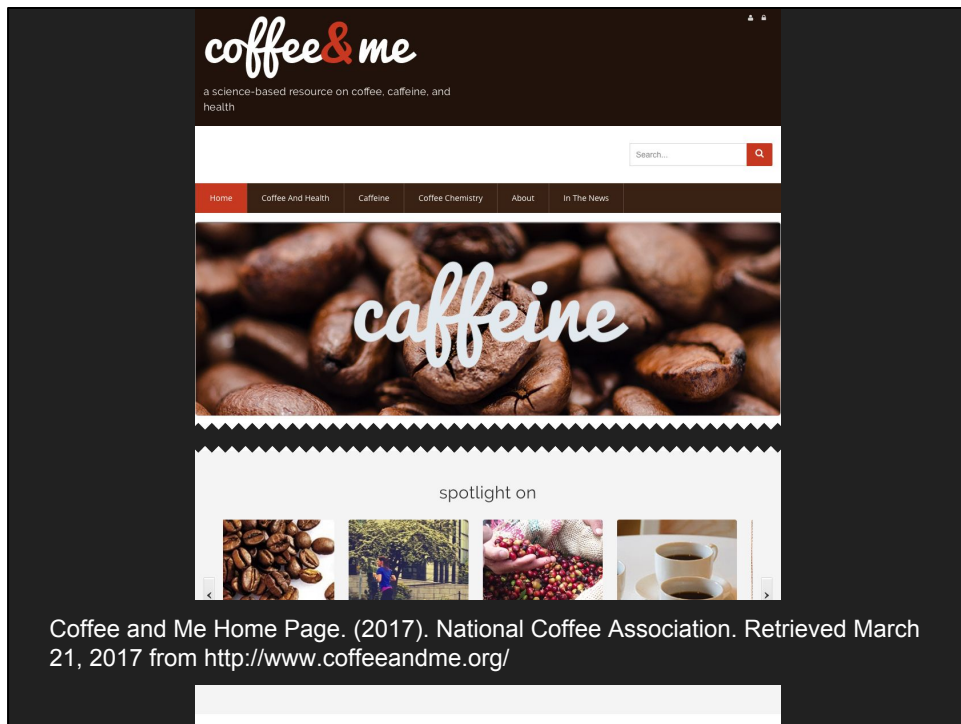 coffee&me
a science-based resource on coffee, caffeine, and
health
Search...
Home Coffee And Health Caffeine Coffee Chemistry About In The News
caffeine
spotlight on
Coffee and Me Home Page. (2017). National Coffee Association. Retrieved March
21, 2017 from http://www.coffeeandme.org/